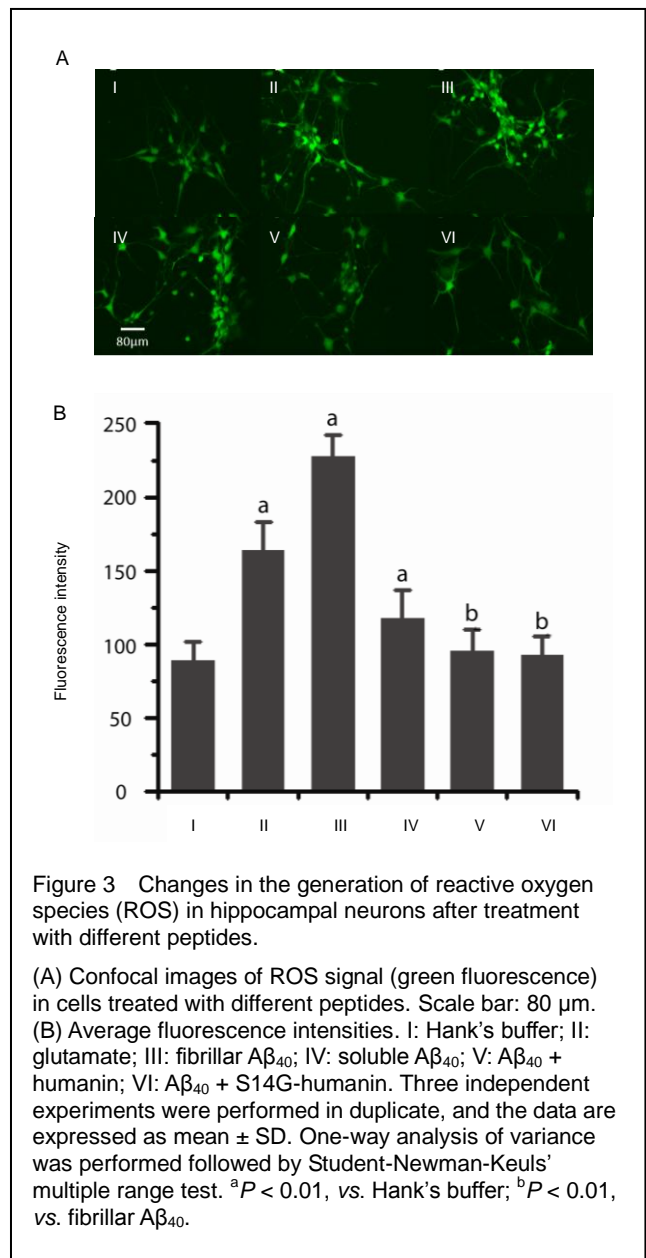 A
I II III
IV V VI
80μm
B
250
200
150
100
50
0
Fluorescence intensity
a
a
a
b
b
I II III IV V VI
Figure 3 Changes in the generation of reactive oxygen
species (ROS) in hippocampal neurons after treatment
with different peptides.
(A) Confocal images of ROS signal (green fluorescence)
in cells treated with different peptides. Scale bar: 80 μm.
(B) Average fluorescence intensities. I: Hank’s buffer; II:
glutamate; III: fibrillar Aβ40; IV: soluble Aβ40; V: Aβ40 +
humanin; VI: Aβ40 + S14G-humanin. Three independent
experiments were performed in duplicate, and the data are
expressed as mean ± SD. One-way analysis of variance
was performed followed by Student-Newman-Keuls’
multiple range test. aP < 0.01, vs. Hank’s buffer; bP < 0.01,
vs. fibrillar Aβ40.